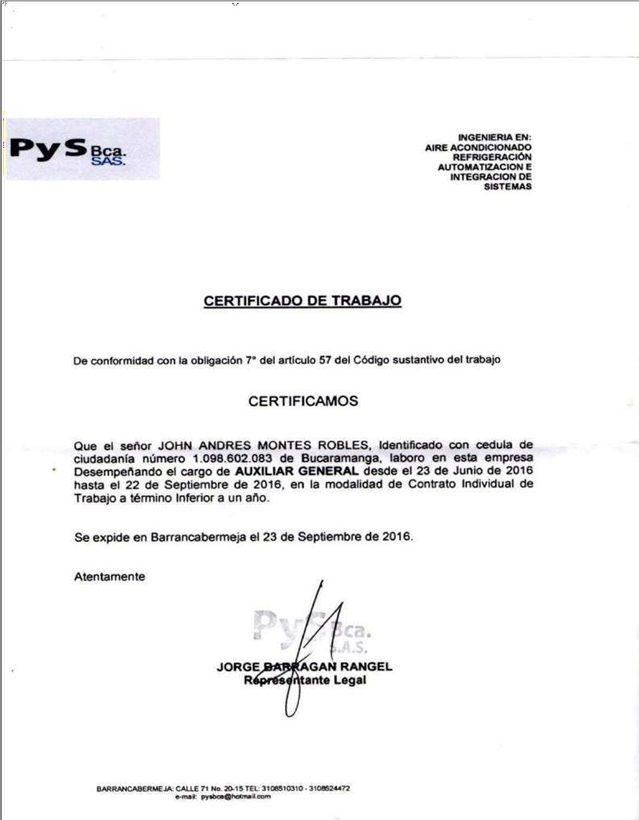 PyS Bca.
SAS.
INGENIERIA EN:
AIRE ACONDICIONADO
REFRIGERACIÓN
AUTOMATIZACION E
INTEGRACION DE
SISTEMAS
CERTIFICADO DE TRABAJO
De conformidad con la obligación 7° del artículo 57 del Código sustantivo del trabajo
CERTIFICAMOS
Que el señor JOHN ANDRES MONTES ROBLES, Identificado con cedula de
ciudadanía número 1.098.602.083 de Bucaramanga, laboro en esta empresa
Desempeñando el cargo de AUXILIAR GENERAL desde el 23 de Junio de 2016
hasta el 22 de Septiembre de 2016, en la modalidad de Contrato Individual de
Trabajo a término Inferior a un año.
Se expide en Barrancabermeja el 23 de Septiembre de 2016.
Atentamente
PyS Bca.
S.A.S.
JORGE BARRAGAN RANGEL
Representante Legal
BARRANCABERMEJA: CALLE 71 No. 20-15 TEL: 3108510310 - 3108524472
e-mail: pysbca@hotmail.com